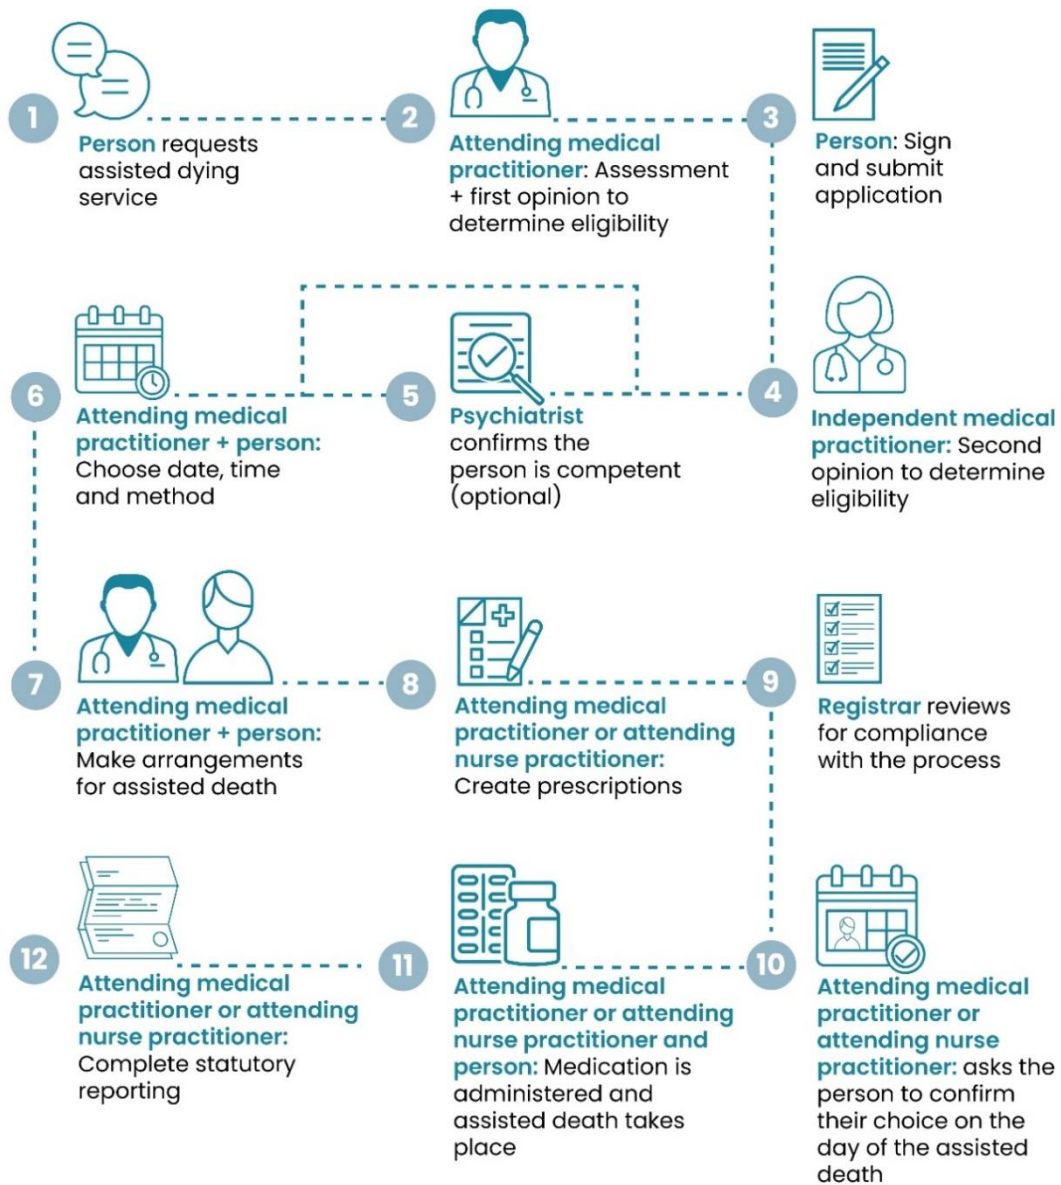 1
Person requests
assisted dying
service
2
Attending medical
practitioner: Assessment
+ first opinion to
determine eligibility
3
Person: Sign
and submit
application
4
Independent medical
practitioner: Second
opinion to determine
eligibility
5
Psychiatrist
confirms the
person is competent
(optional)
6
Attending medical
practitioner + person:
Choose date, time
and method
7
Attending medical
practitioner + person:
Make arrangements
for assisted death
8
Attending medical
practitioner or attending
nurse practitioner:
Create prescriptions
9
Registrar reviews
for compliance
with the process
10
Attending medical
practitioner or
attending nurse
practitioner: asks the
person to confirm
their choice on the
day of the assisted
death
11
Attending medical
practitioner or attending
nurse practitioner and
person: Medication is
administered and
assisted death takes
place
12
Attending medical
practitioner or attending
nurse practitioner:
Complete statutory
reporting